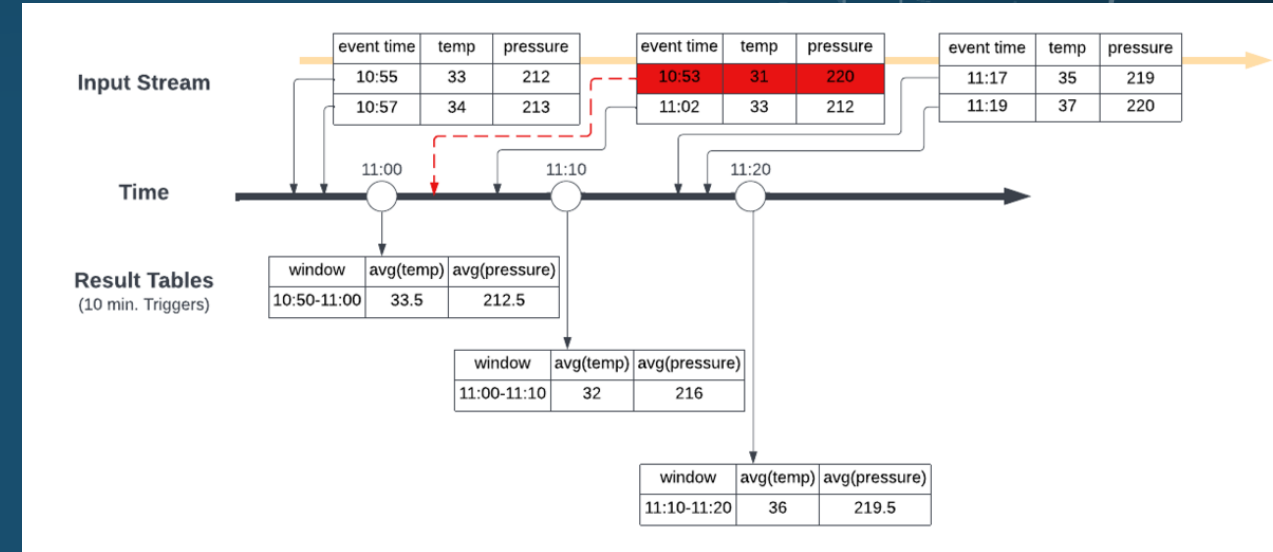 Input Stream
event time temp pressure
10:55 33 212
10:57 34 213
event time temp pressure
10:53 31 220
11:02 33 212
event time temp pressure
11:17 35 219
11:19 37 220
Time
11:00 11:10 11:20
Result Tables
(10 min. Triggers)
window avg(temp) avg(pressure)
10:50-11:00 33.5 212.5
window avg(temp) avg(pressure)
11:00-11:10 32 216
window avg(temp) avg(pressure)
11:10-11:20 36 219.5